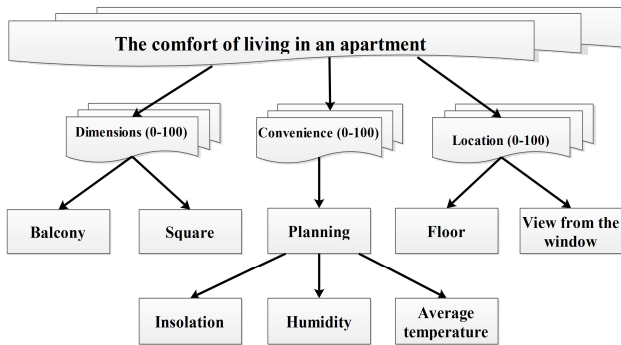 The comfort of living in an apartment
Dimensions (0-100)
Convenience (0-100)
Location (0-100)
Balcony
Square
Planning
Floor
View from the
window
Insolation
Humidity
Average
temperature